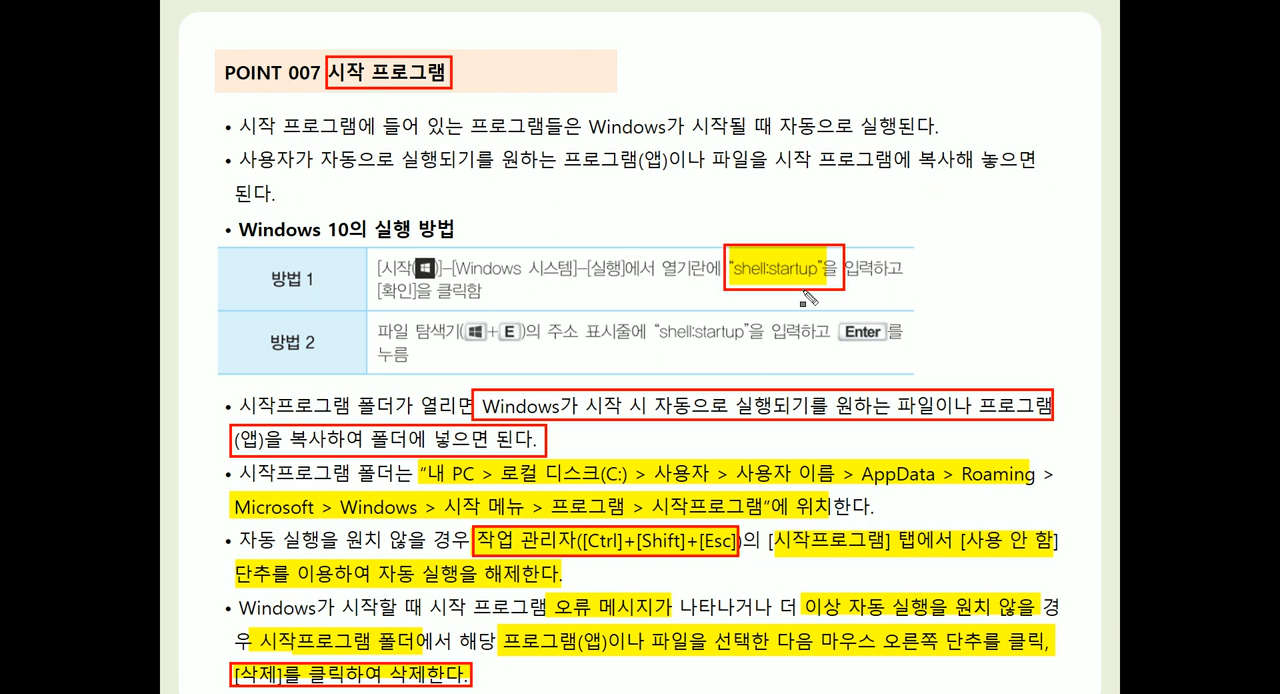 POINT 007 시작 프로그램
• 시작 프로그램에 들어 있는 프로그램들은 Windows가 시작될 때 자동으로 실행된다.
• 사용자가 자동으로 실행되기를 원하는 프로그램(앱)이나 파일을 시작 프로그램에 복사해 놓으면
된다.
• Windows 10의 실행 방법
방법 1
[시작(⊞)]–[Windows 시스템]–[실행]에서 열기란에 “shell:startup”을 입력하고
[확인]을 클릭함
방법 2
파일 탐색기(⊞+E)의 주소 표시줄에 “shell:startup”을 입력하고 Enter를
누름
• 시작프로그램 폴더가 열리면 Windows가 시작 시 자동으로 실행되기를 원하는 파일이나 프로그램
(앱)을 복사하여 폴더에 넣으면 된다.
• 시작프로그램 폴더는 “내 PC > 로컬 디스크(C:) > 사용자 > 사용자 이름 > AppData > Roaming >
Microsoft > Windows > 시작 메뉴 > 프로그램 > 시작프로그램”에 위치한다.
• 자동 실행을 원치 않을 경우 작업 관리자([Ctrl]+[Shift]+[Esc])의 [시작프로그램] 탭에서 [사용 안 함]
단추를 이용하여 자동 실행을 해제한다.
• Windows가 시작할 때 시작 프로그램 오류 메시지가 나타나거나 더 이상 자동 실행을 원치 않을 경
우 시작프로그램 폴더에서 해당 프로그램(앱)이나 파일을 선택한 다음 마우스 오른쪽 단추를 클릭,
[삭제]를 클릭하여 삭제한다.